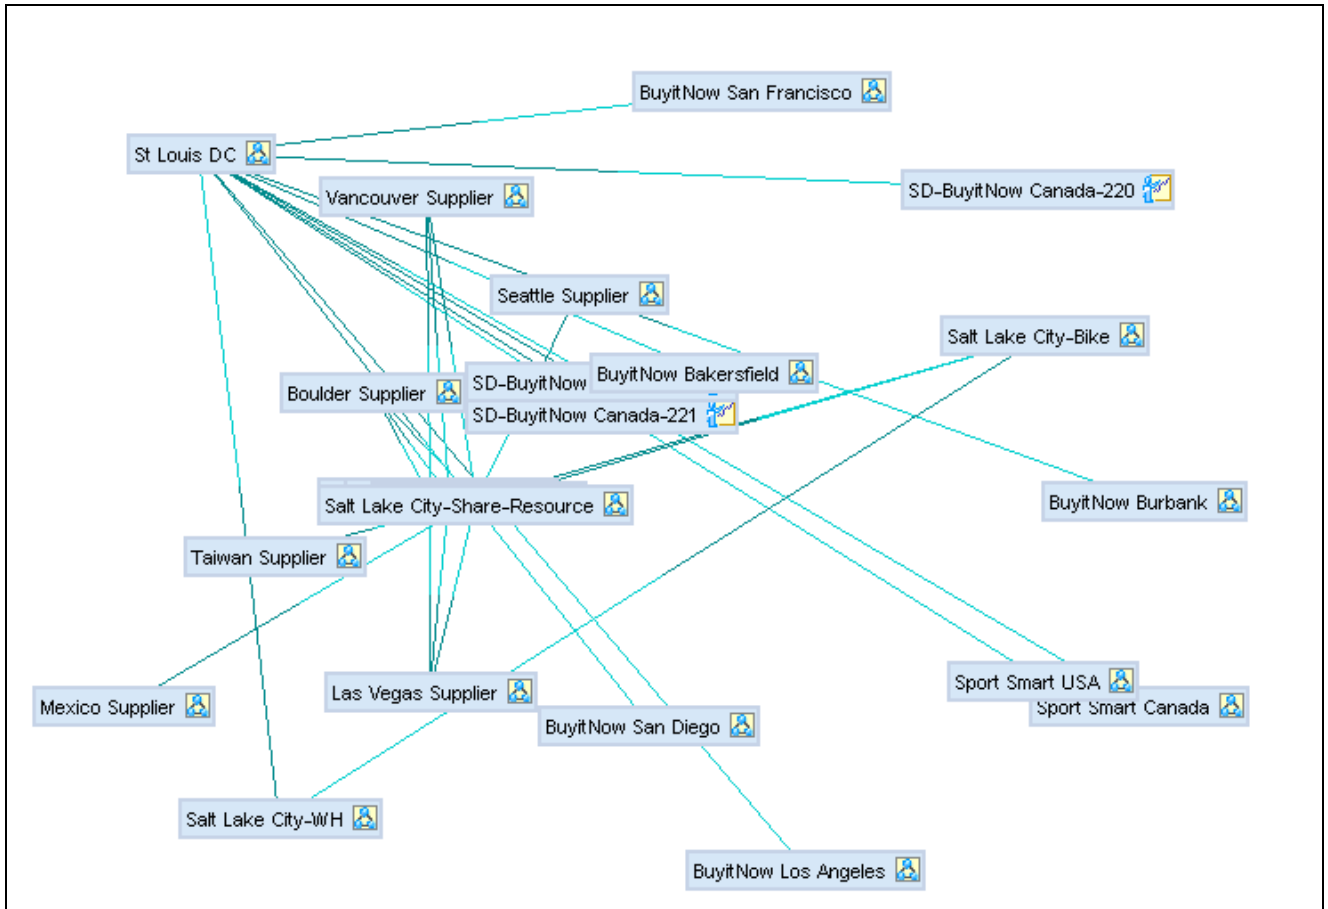 BuyitNow San Francisco
St Louis DC
SD-BuyitNow Canada-220
Vancouver Supplier
Seattle Supplier
Salt Lake City-Bike
BuyitNow Bakersfield
SD-BuyitNow
Boulder Supplier
SD-BuyitNow Canada-221
BuyitNow Burbank
Salt Lake City-Share-Resource
Taiwan Supplier
Sport Smart USA
Las Vegas Supplier
Mexico Supplier
Sport Smart Canada
BuyitNow San Diego
Salt Lake City-WH
BuyitNow Los Angeles